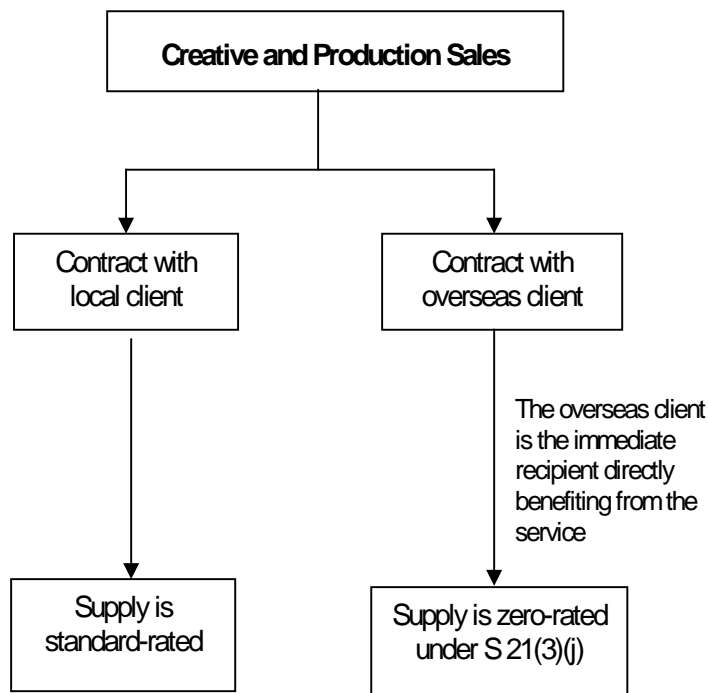 Creative and Production Sales
Contract with
local client
Contract with
overseas client
The overseas client
is the immediate
recipient directly
benefiting from the
service
Supply is
standard-rated
Supply is zero-rated
under S 21(3)(j)